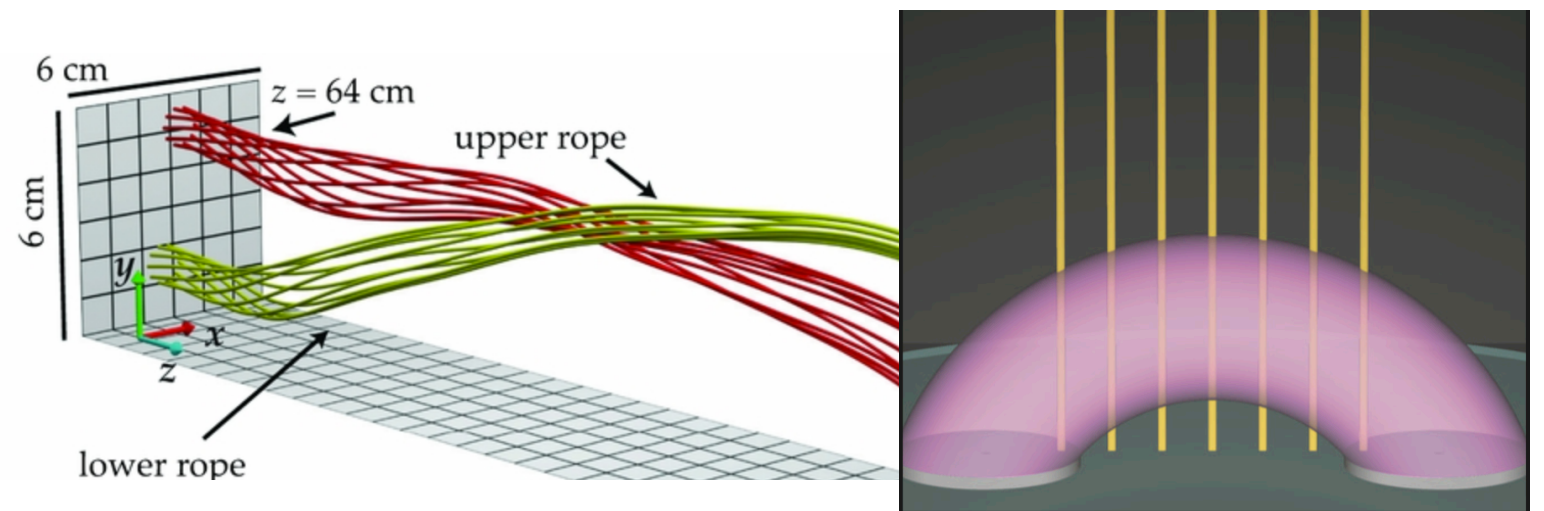 6 cm
z = 64 cm
upper rope
6 cm
y
x
z
lower rope